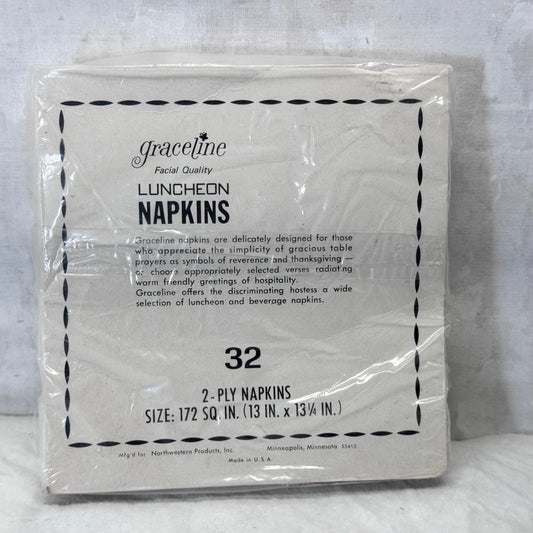 graceline
Facial Quality
LUNCHEON
NAPKINS
Graceline napkins are delicately designed for those
who appreciate the simplicity of gracious table
prayers as symbols of reverence and thanksgiving —
or choose appropriately selected verses radiating
warm friendly greetings of hospitality.
Graceline offers the discriminating hostess a wide
selection of luncheon and beverage napkins.
32
2-PLY NAPKINS
SIZE: 172 SQ. IN. (13 IN. x 13¼ IN.)
Mfg'd for Northwestern Products, Inc. Minneapolis, Minnesota 55412
Made in U.S.A.